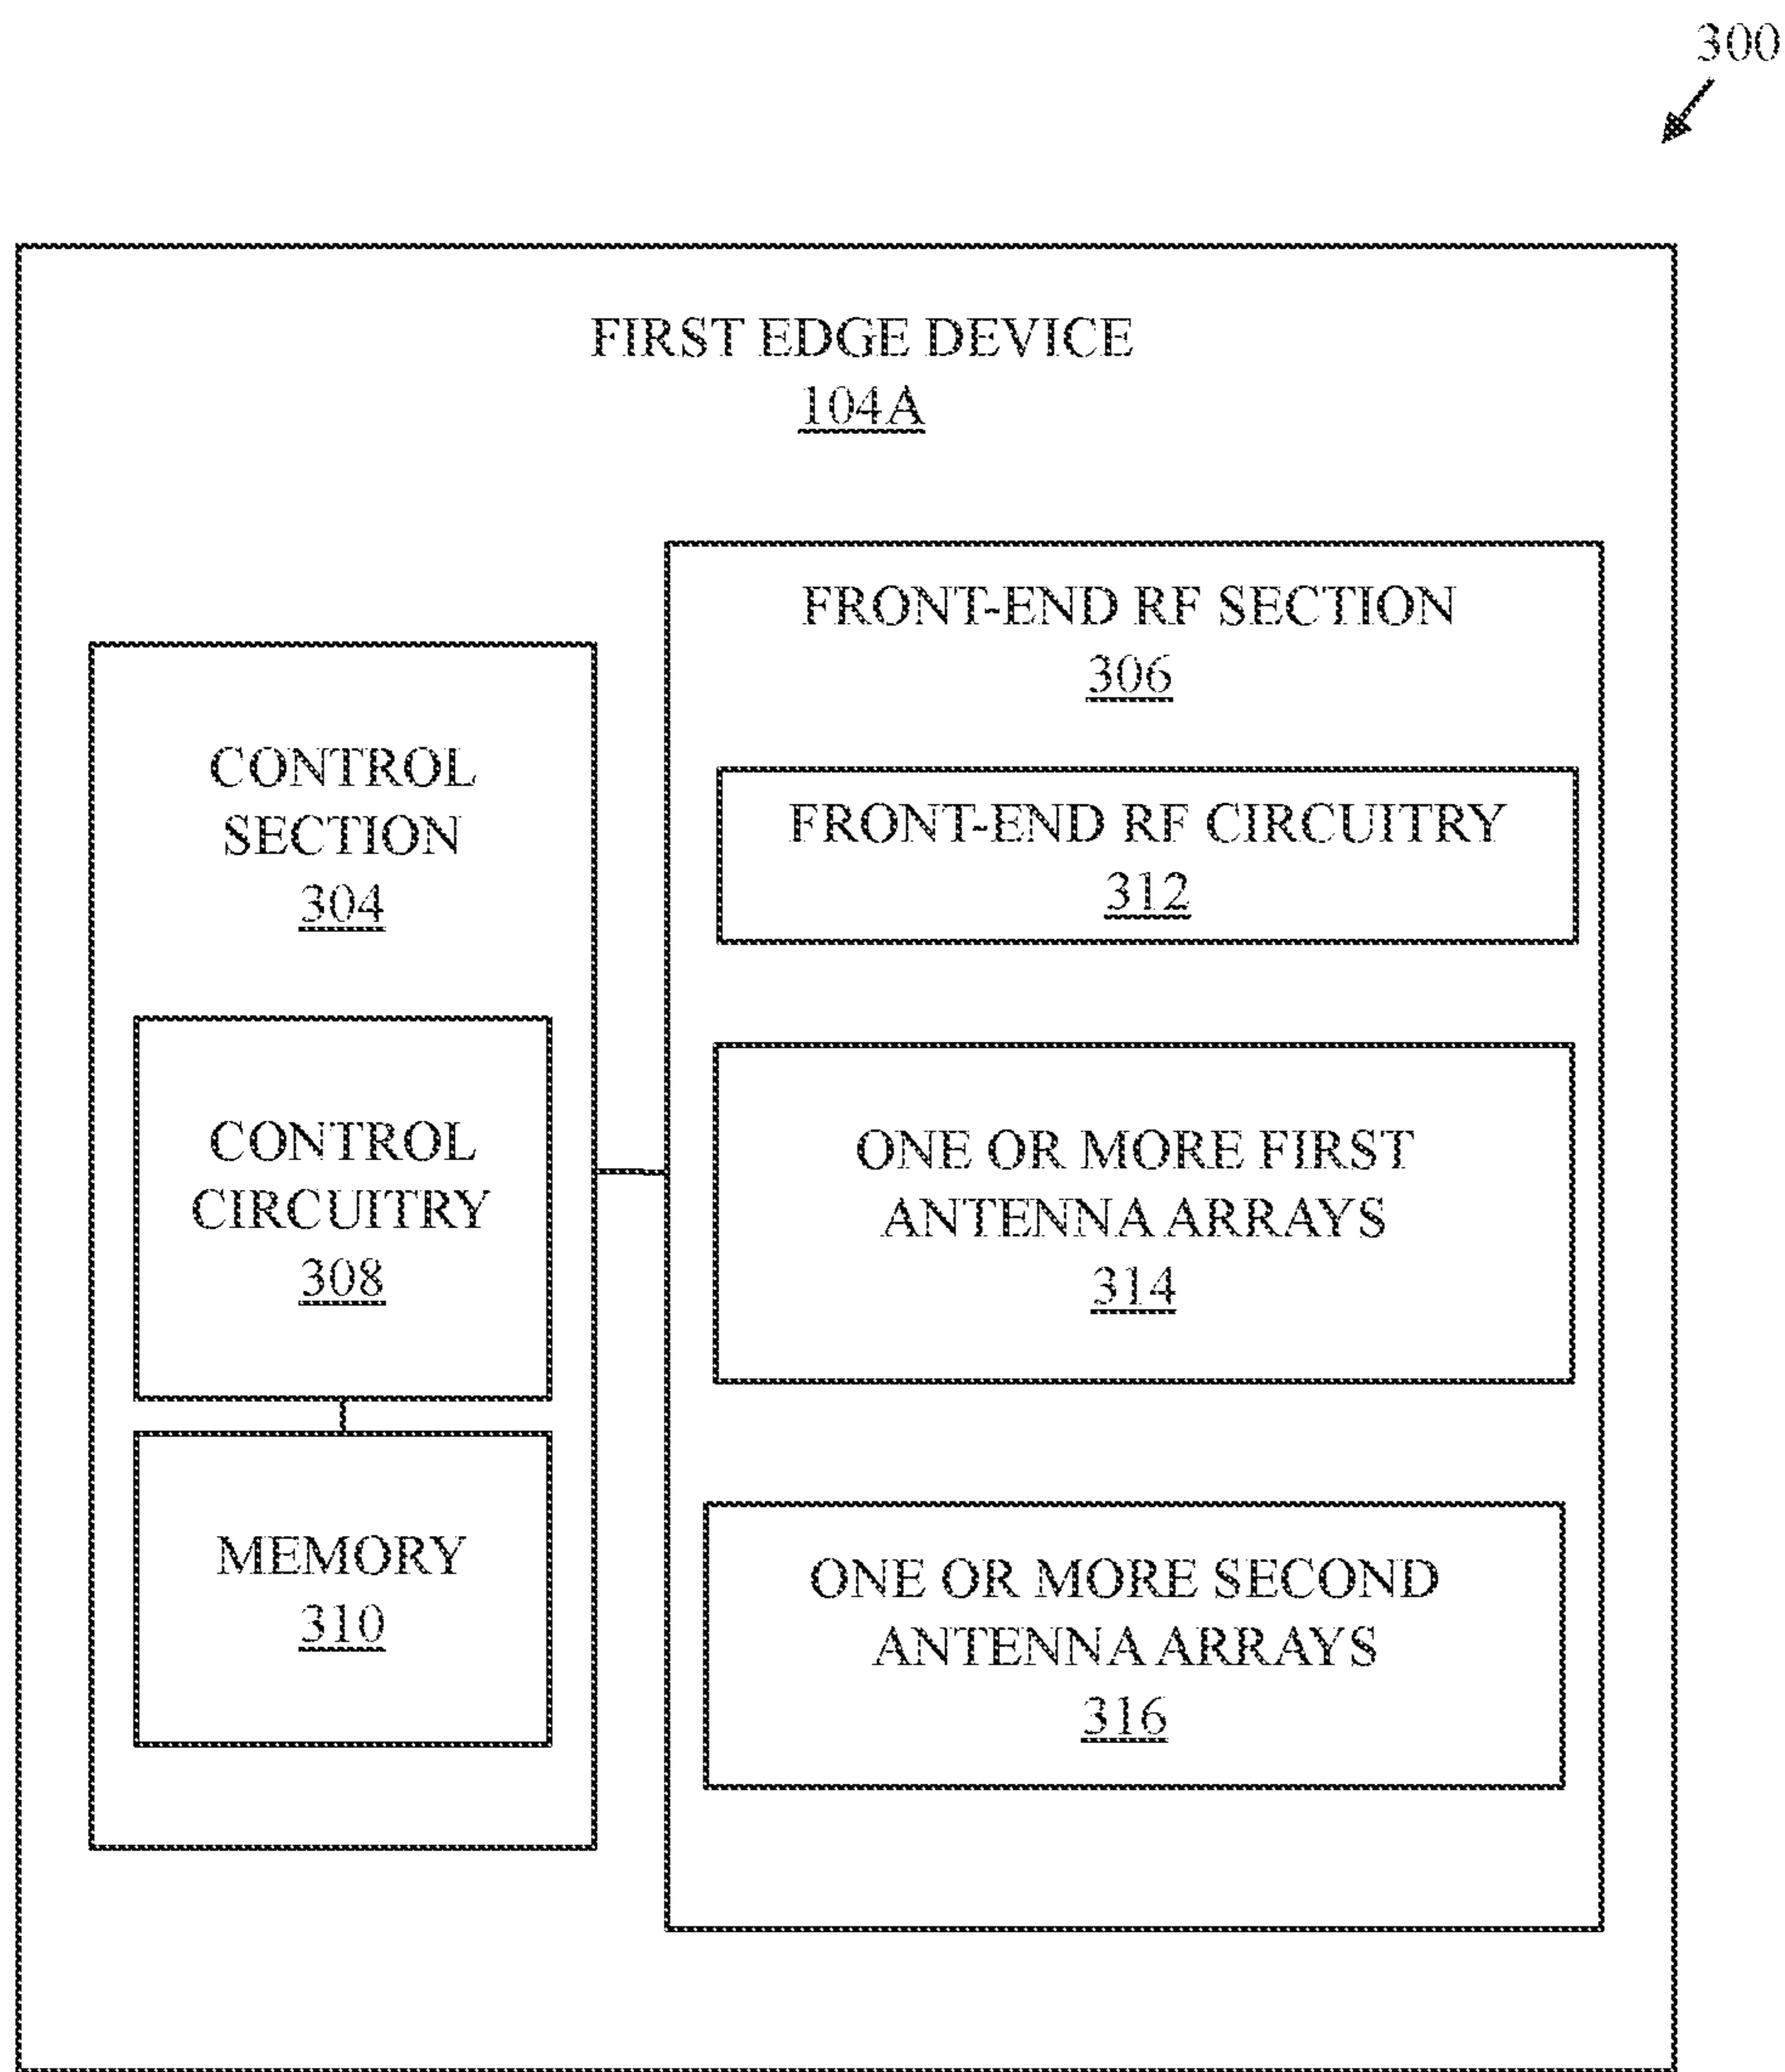 300
FIRST EDGE DEVICE
104A
CONTROL
SECTION
304
CONTROL
CIRCUITRY
308
MEMORY
310
FRONT-END RF SECTION
306
FRONT-END RF CIRCUITRY
312
ONE OR MORE FIRST
ANTENNA ARRAYS
314
ONE OR MORE SECOND
ANTENNA ARRAYS
316